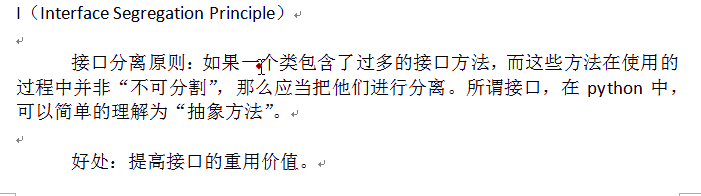 I（Interface Segregation Principle）
接口分离原则：如果一个类包含了过多的接口方法，而这些方法在使用的
过程中并非“不可分割”，那么应当把他们进行分离。所谓接口，在 python 中，
可以简单的理解为“抽象方法”。
好处：提高接口的重用价值。